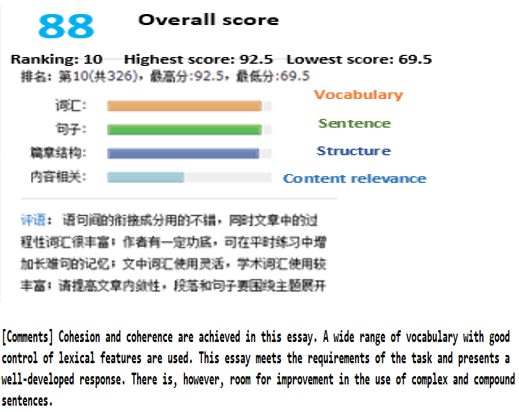 88 Overall score
Ranking: 10 Highest score: 92.5 Lowest score: 69.5
排名: 第10(共326), 最高分:92.5, 最低分:69.5
词汇: Vocabulary
句子: Sentence
篇章结构: Structure
内容相关: Content relevance
评语: 语句间的衔接成分用的不错, 同时文章中的过
程性词汇很丰富; 作者有一定功底, 可在平时练习中增
加长难句的记忆; 文中词汇使用灵活, 学术词汇使用较
丰富; 请提高文章内敛性, 段落和句子要围绕主题展开
[Comments] Cohesion and coherence are achieved in this essay. A wide range of vocabulary with good
control of lexical features are used. This essay meets the requirements of the task and presents a
well-developed response. There is, however, room for improvement in the use of complex and compound
sentences.